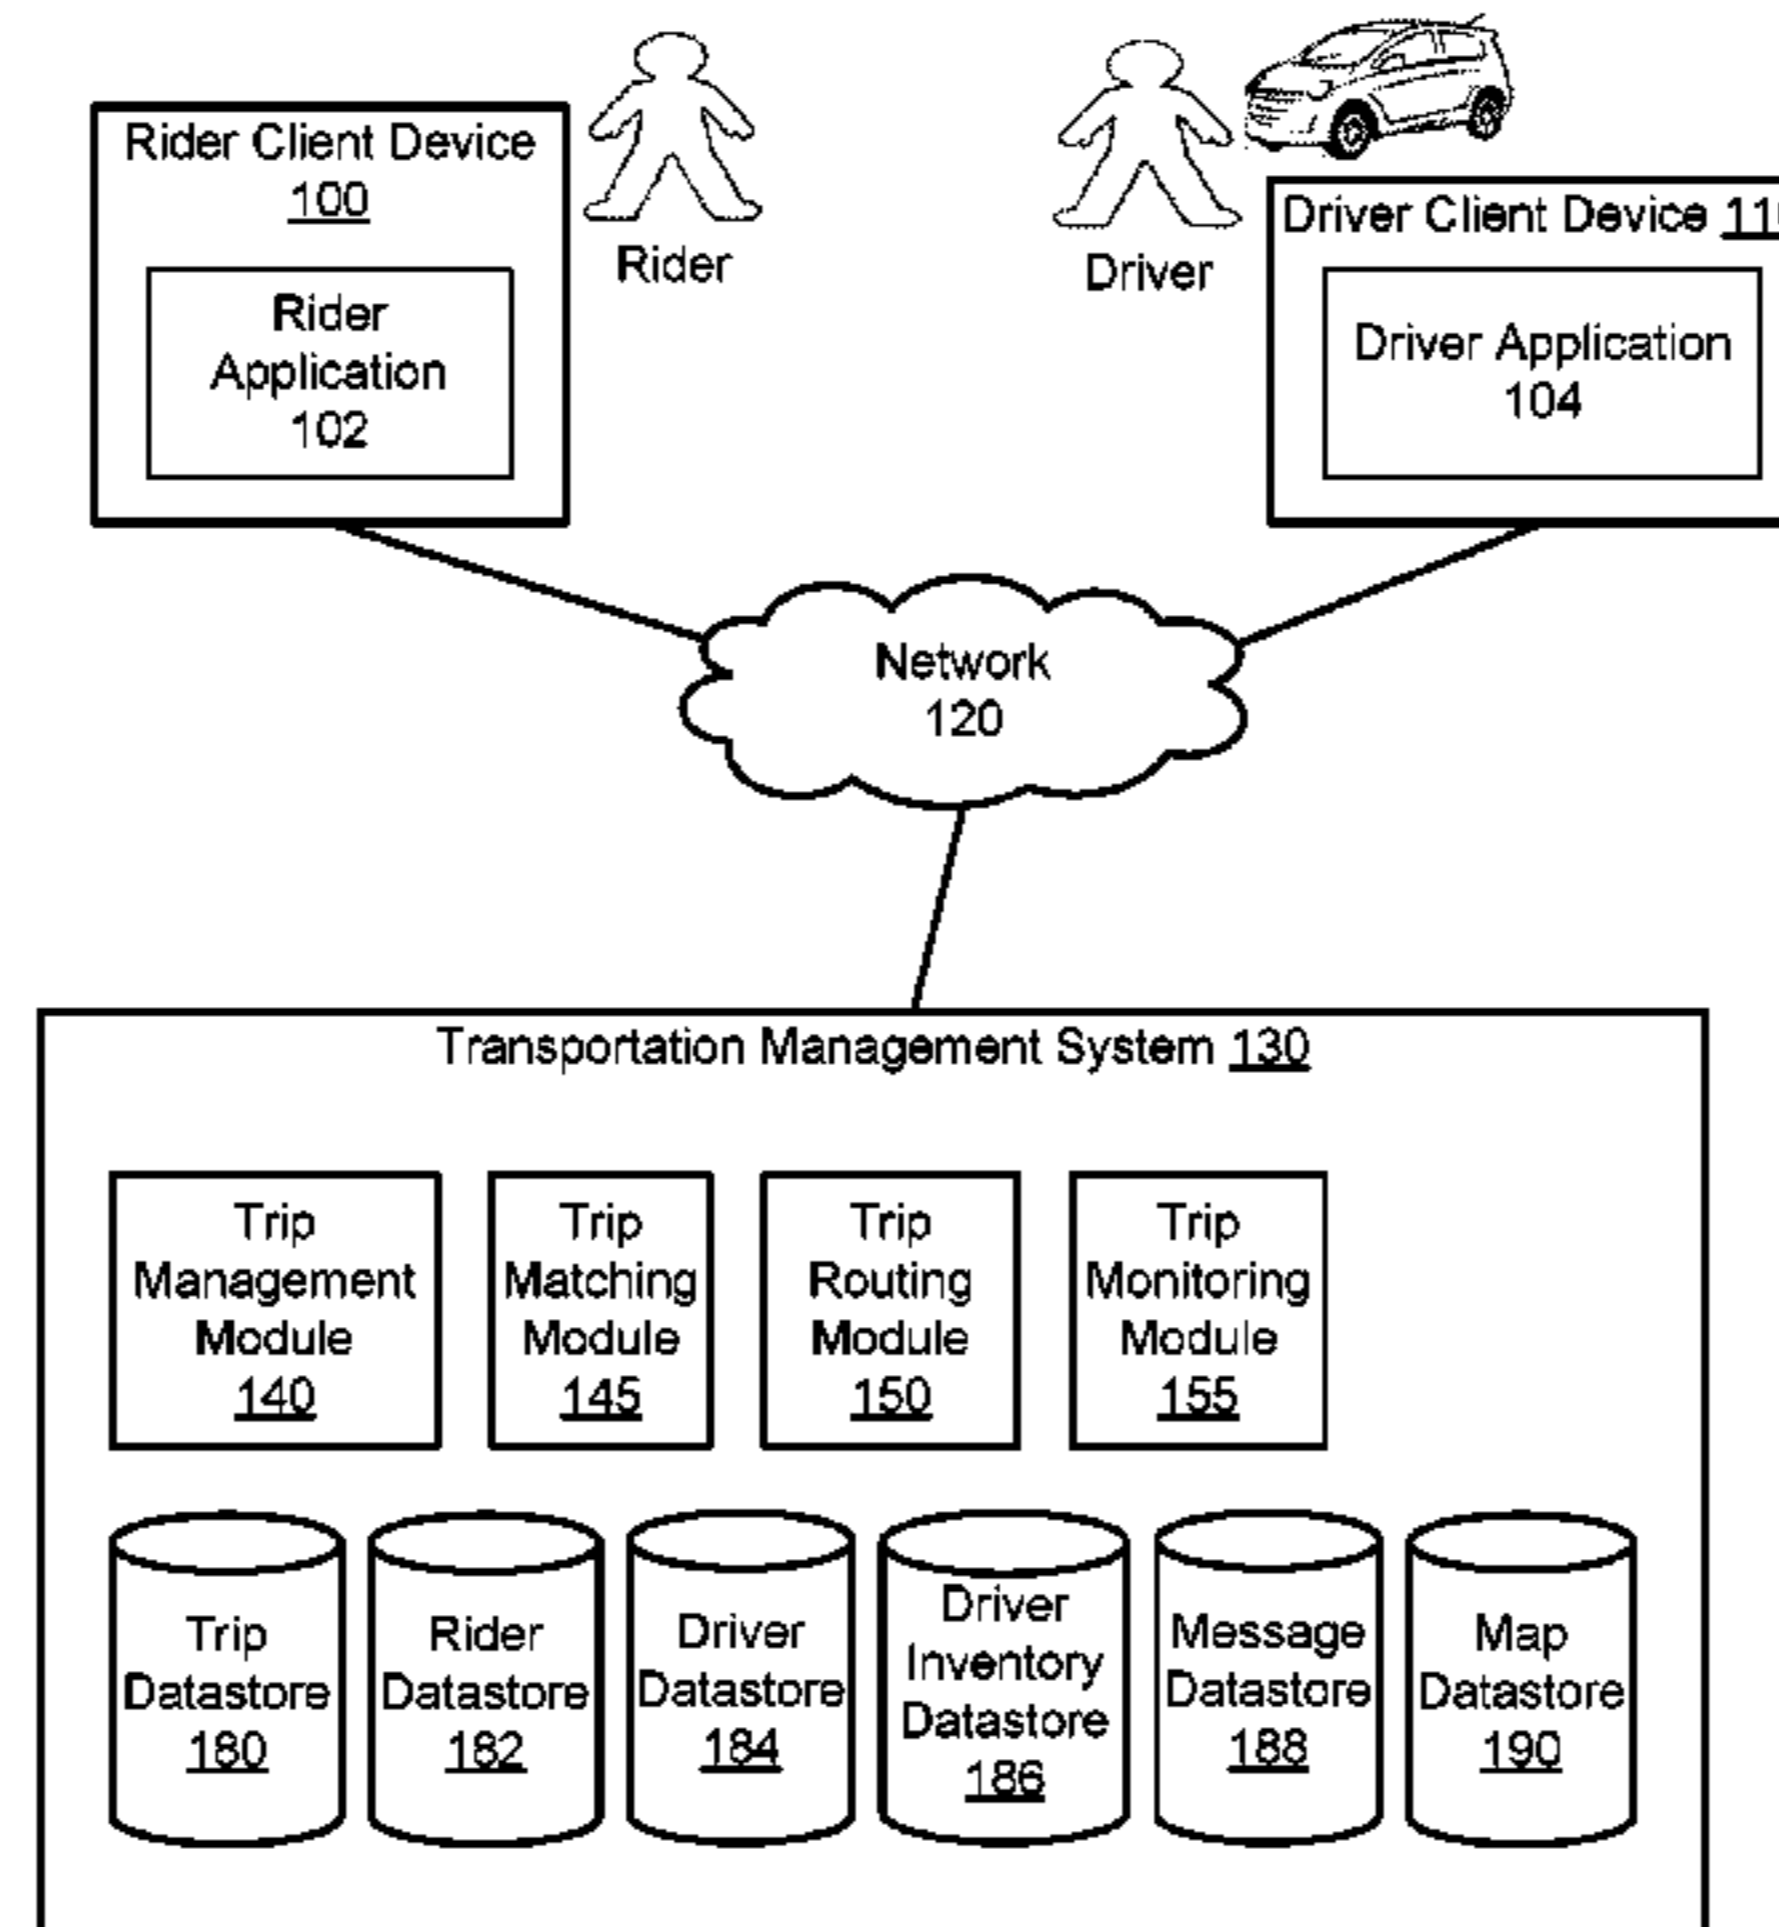 Rider Client Device
100
Rider
Application
102
Rider
Driver
Driver Client Device
Driver Application
104
Network
120
Transportation Management System 130
Trip
Management
Module
140
Trip
Matching
Module
145
Trip
Routing
Module
150
Trip
Monitoring
Module
155
Trip
Datastore
180
Rider
Datastore
182
Driver
Datastore
184
Driver
Inventory
Datastore
186
Message
Datastore
188
Map
Datastore
190